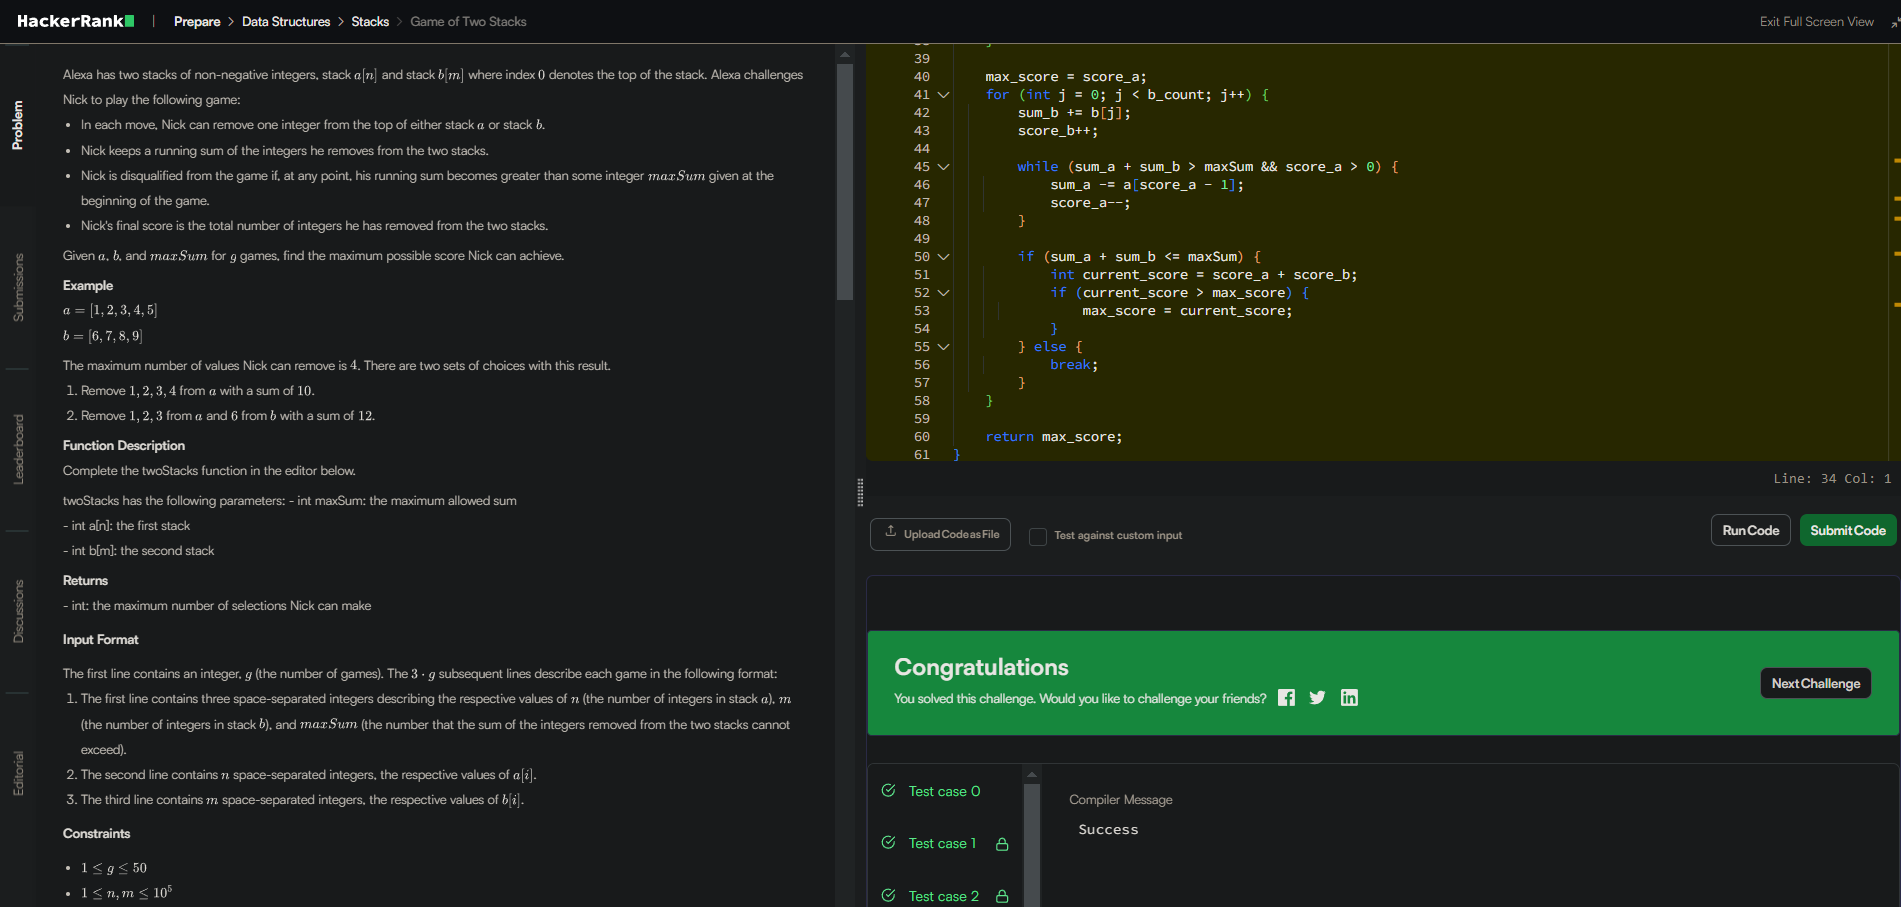 HackerRank | Prepare > Data Structures > Stacks > Game of Two Stacks
Exit Full Screen View
Problem
Submissions
Leaderboard
Discussions
Editorial
Alexa has two stacks of non-negative integers, stack a[n] and stack b[m] where index 0 denotes the top of the stack. Alexa challenges
Nick to play the following game:
• In each move, Nick can remove one integer from the top of either stack a or stack b.
• Nick keeps a running sum of the integers he removes from the two stacks.
• Nick is disqualified from the game if, at any point, his running sum becomes greater than some integer maxSum given at the
beginning of the game.
• Nick's final score is the total number of integers he has removed from the two stacks.
Given a, b, and maxSum for g games, find the maximum possible score Nick can achieve.
Example
a = [1, 2, 3, 4, 5]
b = [6, 7, 8, 9]
The maximum number of values Nick can remove is 4. There are two sets of choices with this result.
1. Remove 1, 2, 3, 4 from a with a sum of 10.
2. Remove 1, 2, 3 from a and 6 from b with a sum of 12.
Function Description
Complete the twoStacks function in the editor below.
twoStacks has the following parameters: - int maxSum: the maximum allowed sum
- int a[n]: the first stack
- int b[m]: the second stack
Returns
- int: the maximum number of selections Nick can make
Input Format
The first line contains an integer, g (the number of games). The 3 · g subsequent lines describe each game in the following format:
1. The first line contains three space-separated integers describing the respective values of n (the number of integers in stack a), m
(the number of integers in stack b), and maxSum (the number that the sum of the integers removed from the two stacks cannot
exceed).
2. The second line contains n space-separated integers, the respective values of a[i].
3. The third line contains m space-separated integers, the respective values of b[i].
Constraints
• 1 ≤ g ≤ 50
• 1 ≤ n, m ≤ 10⁵
39
40 max_score = score_a;
41 for (int j = 0; j < b_count; j++) {
42 sum_b += b[j];
43 score_b++;
44
45 while (sum_a + sum_b > maxSum && score_a > 0) {
46 sum_a -= a[score_a - 1];
47 score_a--;
48 }
49
50 if (sum_a + sum_b <= maxSum) {
51 int current_score = score_a + score_b;
52 if (current_score > max_score) {
53 max_score = current_score;
54 }
55 } else {
56 break;
57 }
58 }
59
60 return max_score;
61 }
Line: 34 Col: 1
Upload Code as File
Test against custom input
Run Code
Submit Code
Congratulations
You solved this challenge. Would you like to challenge your friends?
Next Challenge
Test case 0
Test case 1
Test case 2
Compiler Message
Success